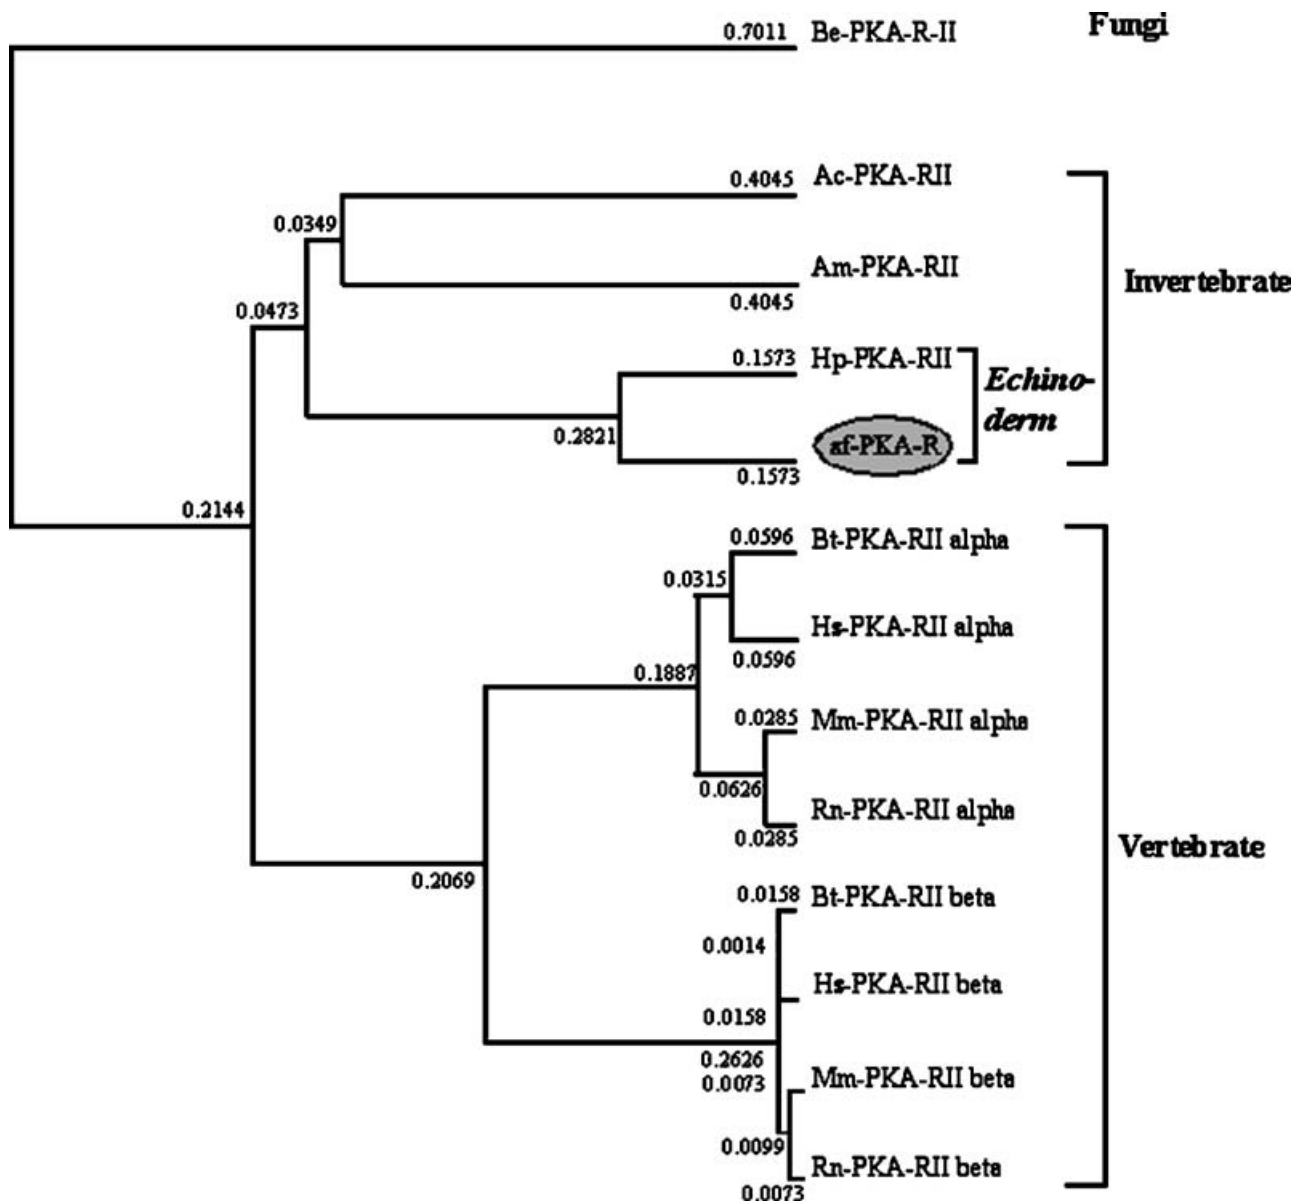 Fungi
0.7011 Be-PKA-R-II
0.4045 Ac-PKA-RII
0.0349
Am-PKA-RII
0.4045
Invertebrate
0.0473
0.1573 Hp-PKA-RII
Echino-
derm
0.2821
af-PKA-R
0.1573
0.2144
0.0596 Bt-PKA-RII alpha
0.0315
Hs-PKA-RII alpha
0.0596
0.1887
0.0285 Mm-PKA-RII alpha
0.0626
Rn-PKA-RII alpha
0.0285
Vertebrate
0.2069
0.0158 Bt-PKA-RII beta
0.0014
Hs-PKA-RII beta
0.0158
0.2626
0.0073 Mm-PKA-RII beta
0.0099
Rn-PKA-RII beta
0.0073